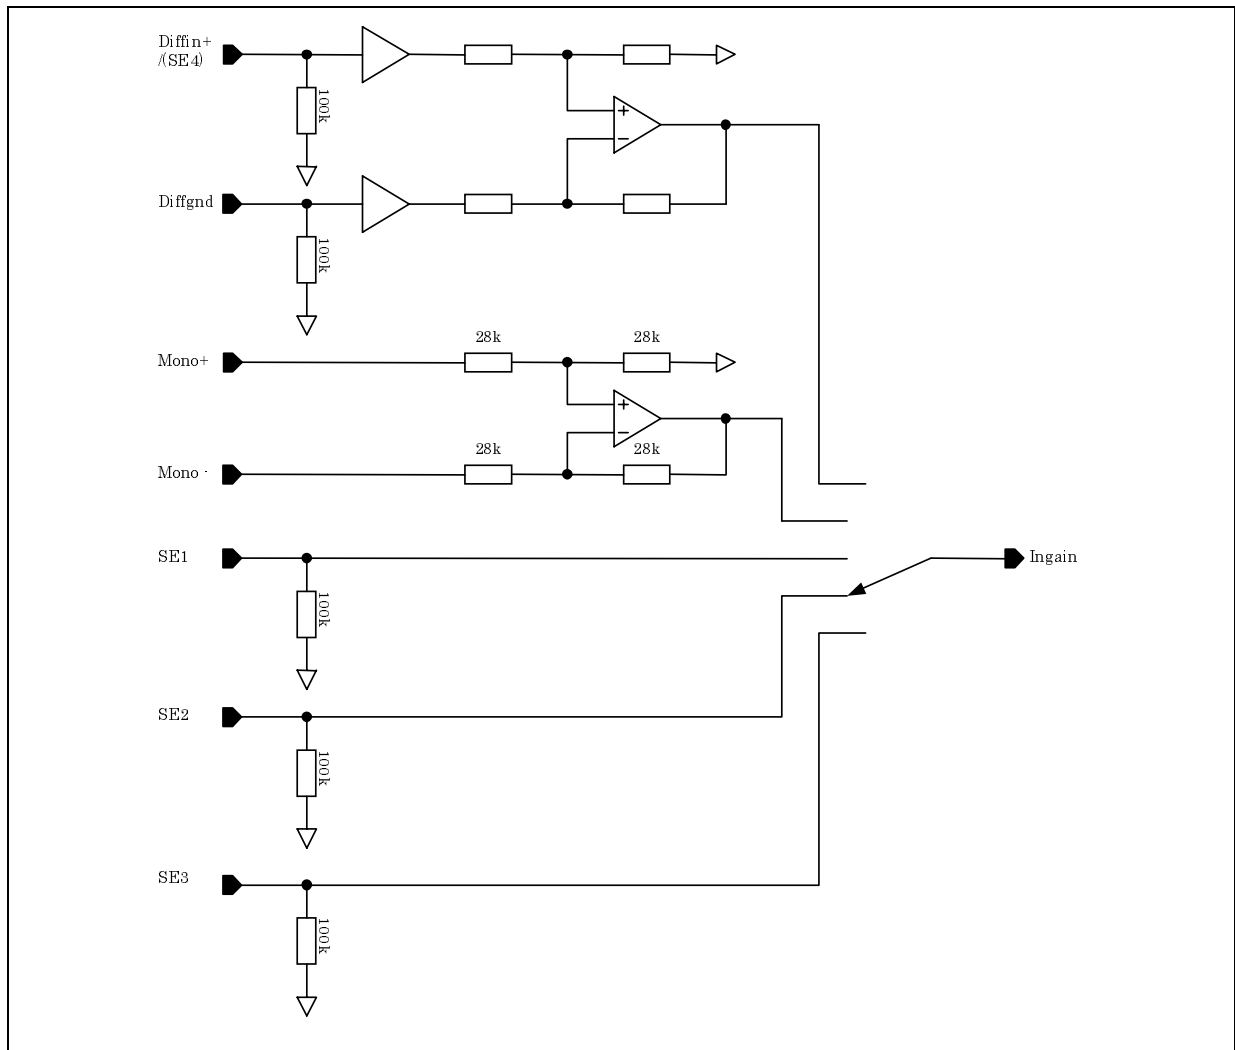 Diffin+
/(SE4)
100k
+
−
Diffgnd
100k
28k
28k
Mono+
+
−
28k
28k
Mono -
SE1
Ingain
100k
SE2
100k
SE3
100k